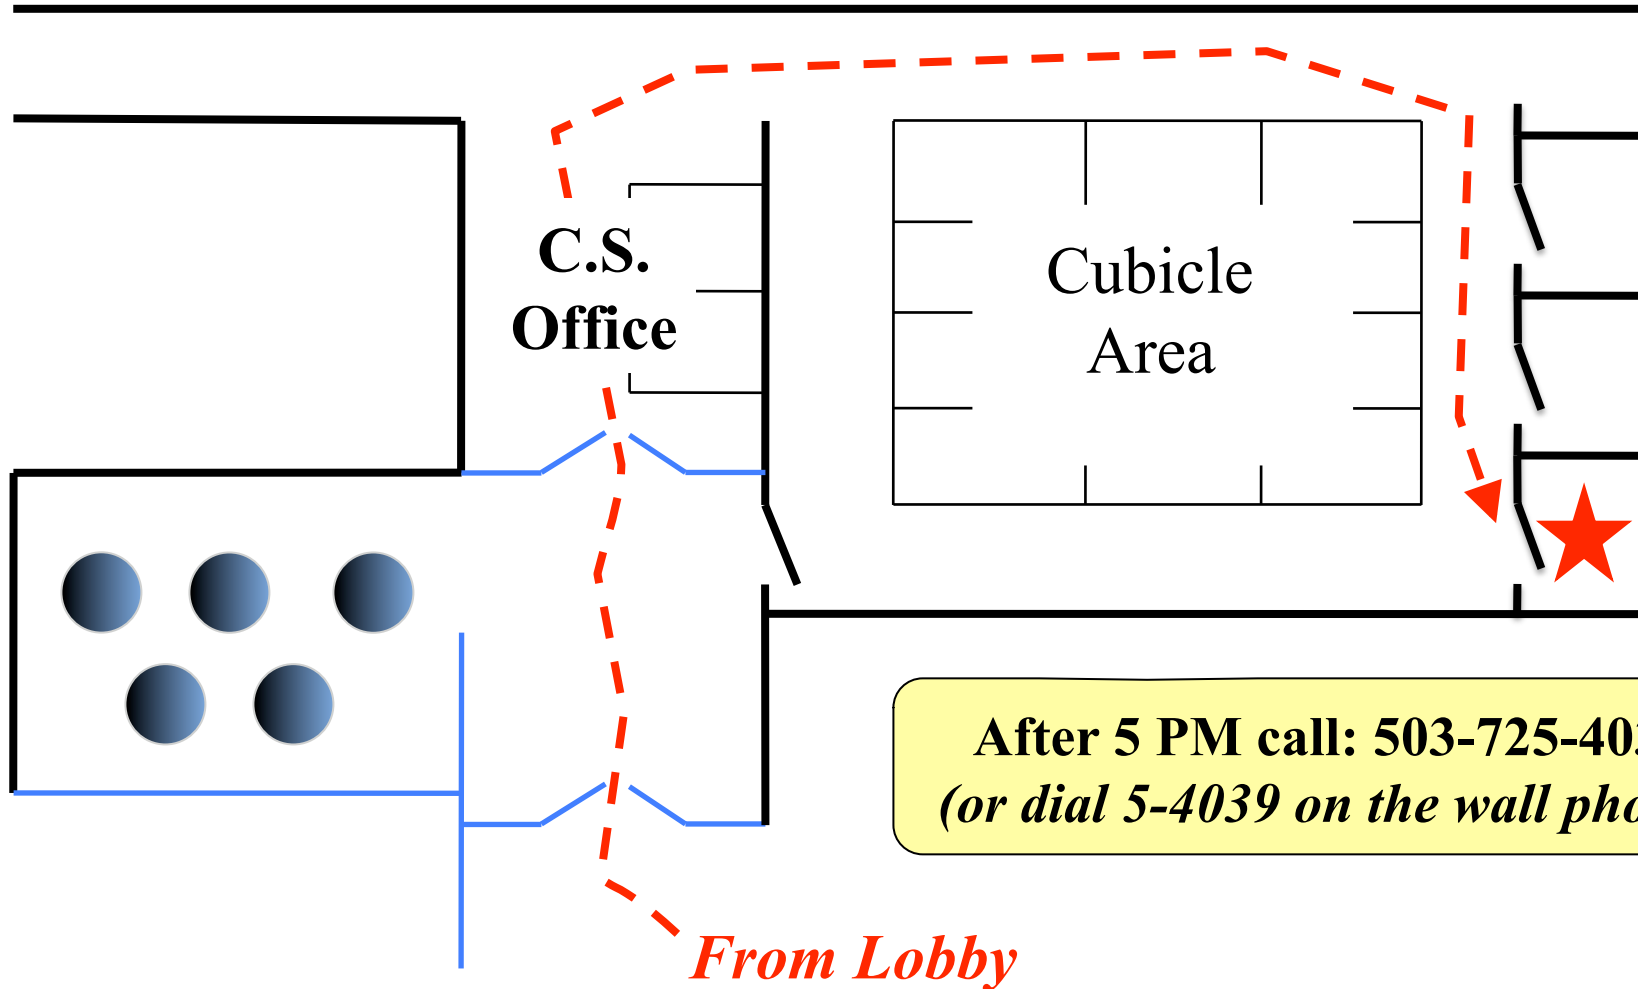 C.S.
Office
Cubicle
Area
After 5 PM call: 503-725-40
(or dial 5-4039 on the wall pho
From Lobby